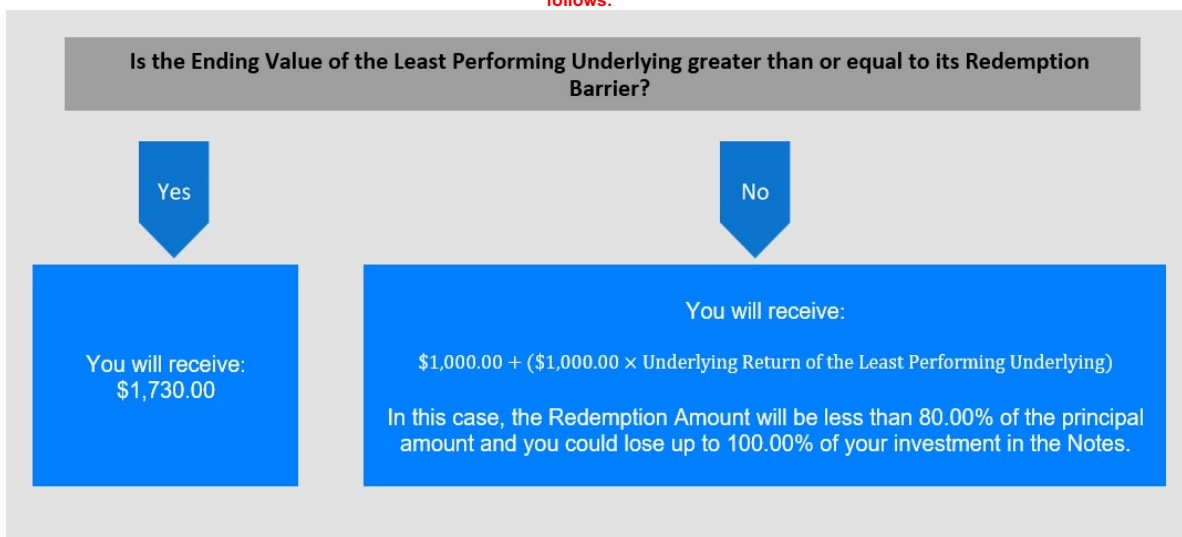 follows:
Is the Ending Value of the Least Performing Underlying greater than or equal to its Redemption
Barrier?
Yes
No
You will receive:
$1,730.00
You will receive:
$1,000.00 + ($1,000.00 × Underlying Return of the Least Performing Underlying)
In this case, the Redemption Amount will be less than 80.00% of the principal
amount and you could lose up to 100.00% of your investment in the Notes.